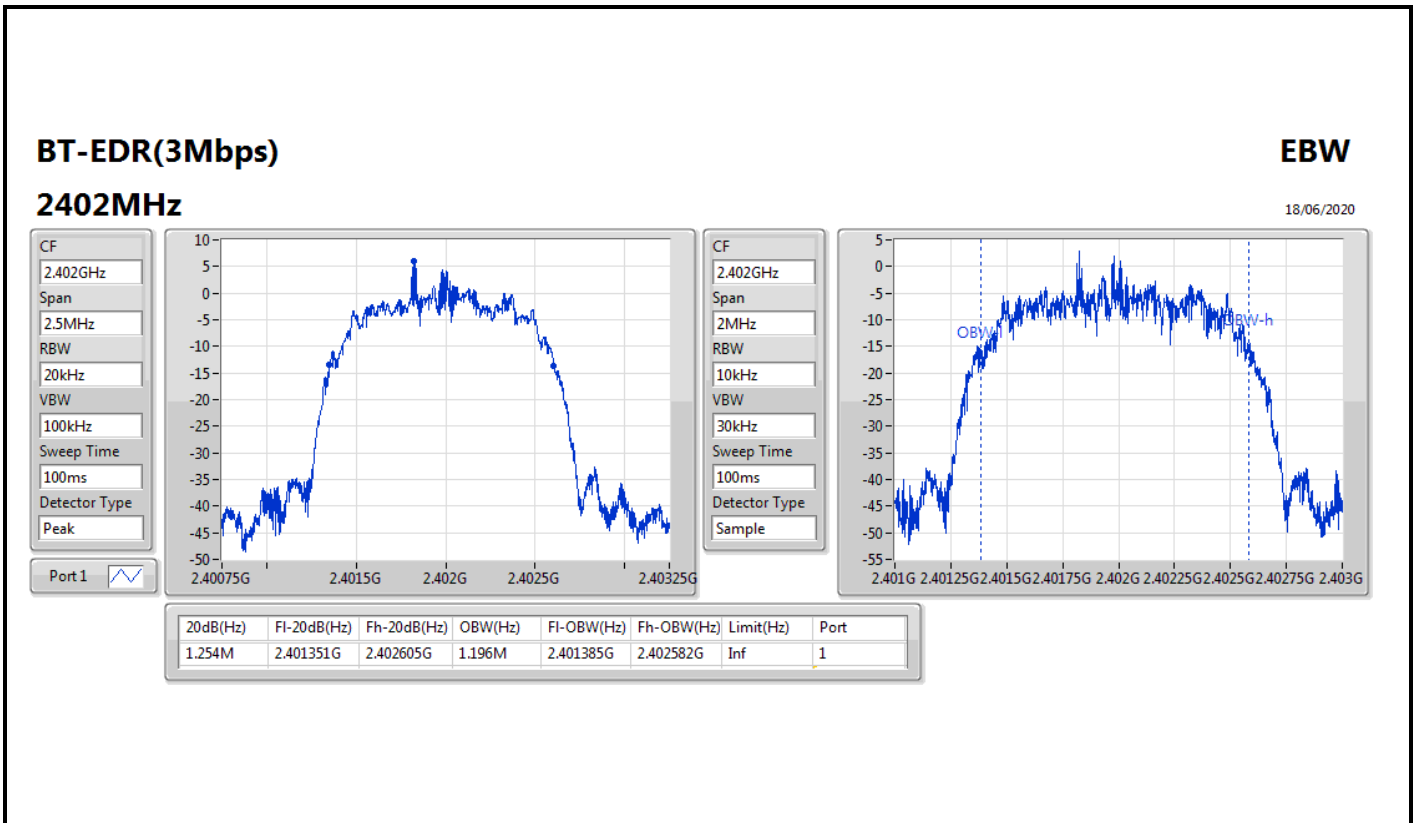 BT-EDR(3Mbps)
EBW
2402MHz
18/06/2020
CF
2.402GHz
Span
2.5MHz
RBW
20kHz
VBW
100kHz
Sweep Time
100ms
Detector Type
Peak
Port 1
10
5
0
-5
-10
-15
-20
-25
-30
-35
-40
-45
-50
2.40075G 2.4015G 2.402G 2.4025G 2.40325G
CF
2.402GHz
Span
2MHz
RBW
10kHz
VBW
30kHz
Sweep Time
100ms
Detector Type
Sample
5
0
-5
-10
-15
-20
-25
-30
-35
-40
-45
-50
-55
OBW-l
OBW-h
2.401G 2.40125G 2.4015G 2.40175G 2.402G 2.40225G 2.4025G 2.40275G 2.403G
20dB(Hz) Fl-20dB(Hz) Fh-20dB(Hz) OBW(Hz) Fl-OBW(Hz) Fh-OBW(Hz) Limit(Hz) Port
1.254M 2.401351G 2.402605G 1.196M 2.401385G 2.402582G Inf 1